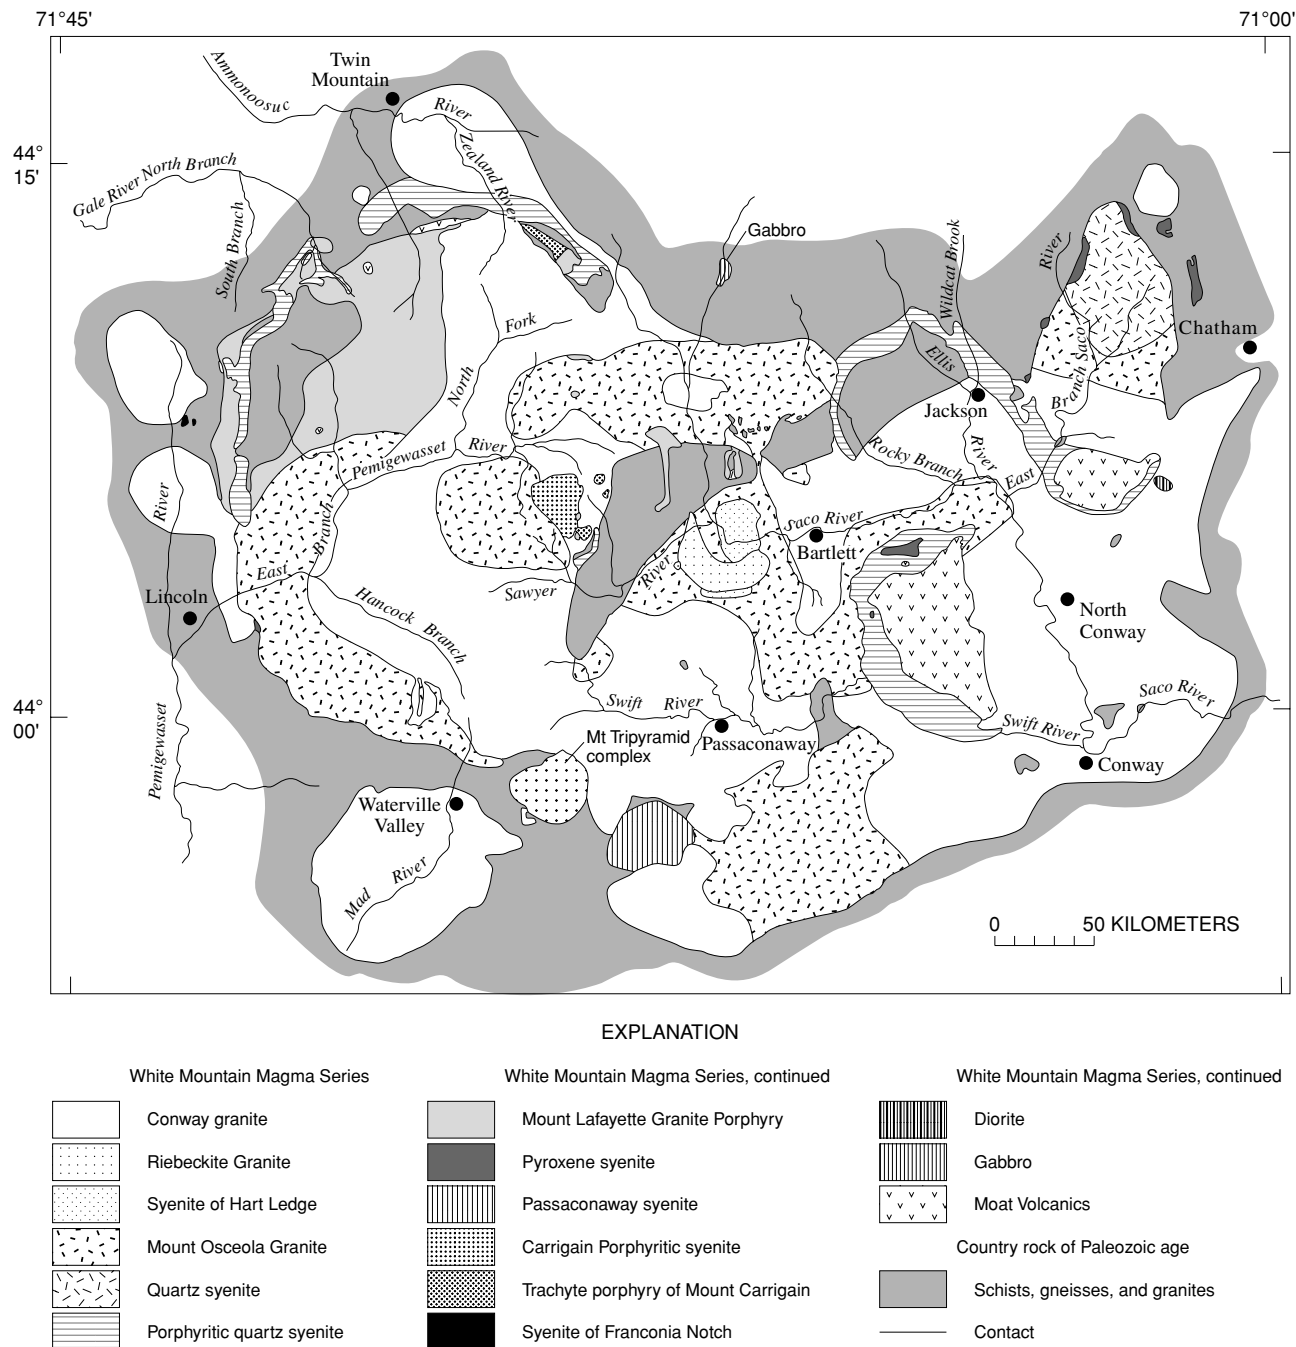 71°45'
71°00'
44°
15'
44°
00'
Twin
Mountain
Ammonoosuc
River
Zealand River
Gale River North Branch
South Branch
Gabbro
Wildcat Brook
River
Chatham
Fork
North
Ellis
Jackson
Branch Saco
River
Rocky Branch
East
Pemigewasset River
River
Branch
Saco River
Bartlett
East
Lincoln
Sawyer
River
Hancock Branch
North
Conway
Swift River
Saco River
Passaconaway
Swift River
Mt Tripyramid
complex
Conway
Pemigewasset
Waterville
Valley
Mad River
0 50 KILOMETERS
EXPLANATION
White Mountain Magma Series
Conway granite
Riebeckite Granite
Syenite of Hart Ledge
Mount Osceola Granite
Quartz syenite
Porphyritic quartz syenite
White Mountain Magma Series, continued
Mount Lafayette Granite Porphyry
Pyroxene syenite
Passaconaway syenite
Carrigain Porphyritic syenite
Trachyte porphyry of Mount Carrigain
Syenite of Franconia Notch
White Mountain Magma Series, continued
Diorite
Gabbro
Moat Volcanics
Country rock of Paleozoic age
Schists, gneisses, and granites
Contact